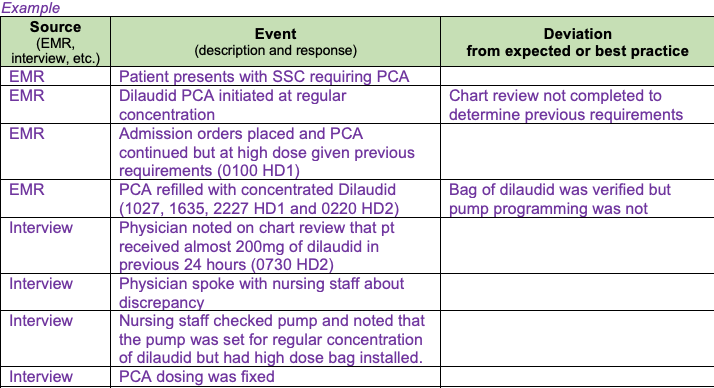 Example
Source
(EMR,
interview, etc.)
Event
(description and response)
Deviation
from expected or best practice
EMR
Patient presents with SSC requiring PCA
EMR
Dilaudid PCA initiated at regular
concentration
Chart review not completed to
determine previous requirements
EMR
Admission orders placed and PCA
continued but at high dose given previous
requirements (0100 HD1)
EMR
PCA refilled with concentrated Dilaudid
(1027, 1635, 2227 HD1 and 0220 HD2)
Bag of dilaudid was verified but
pump programming was not
Interview
Physician noted on chart review that pt
received almost 200mg of dilaudid in
previous 24 hours (0730 HD2)
Interview
Physician spoke with nursing staff about
discrepancy
Interview
Nursing staff checked pump and noted that
the pump was set for regular concentration
of dilaudid but had high dose bag installed.
Interview
PCA dosing was fixed